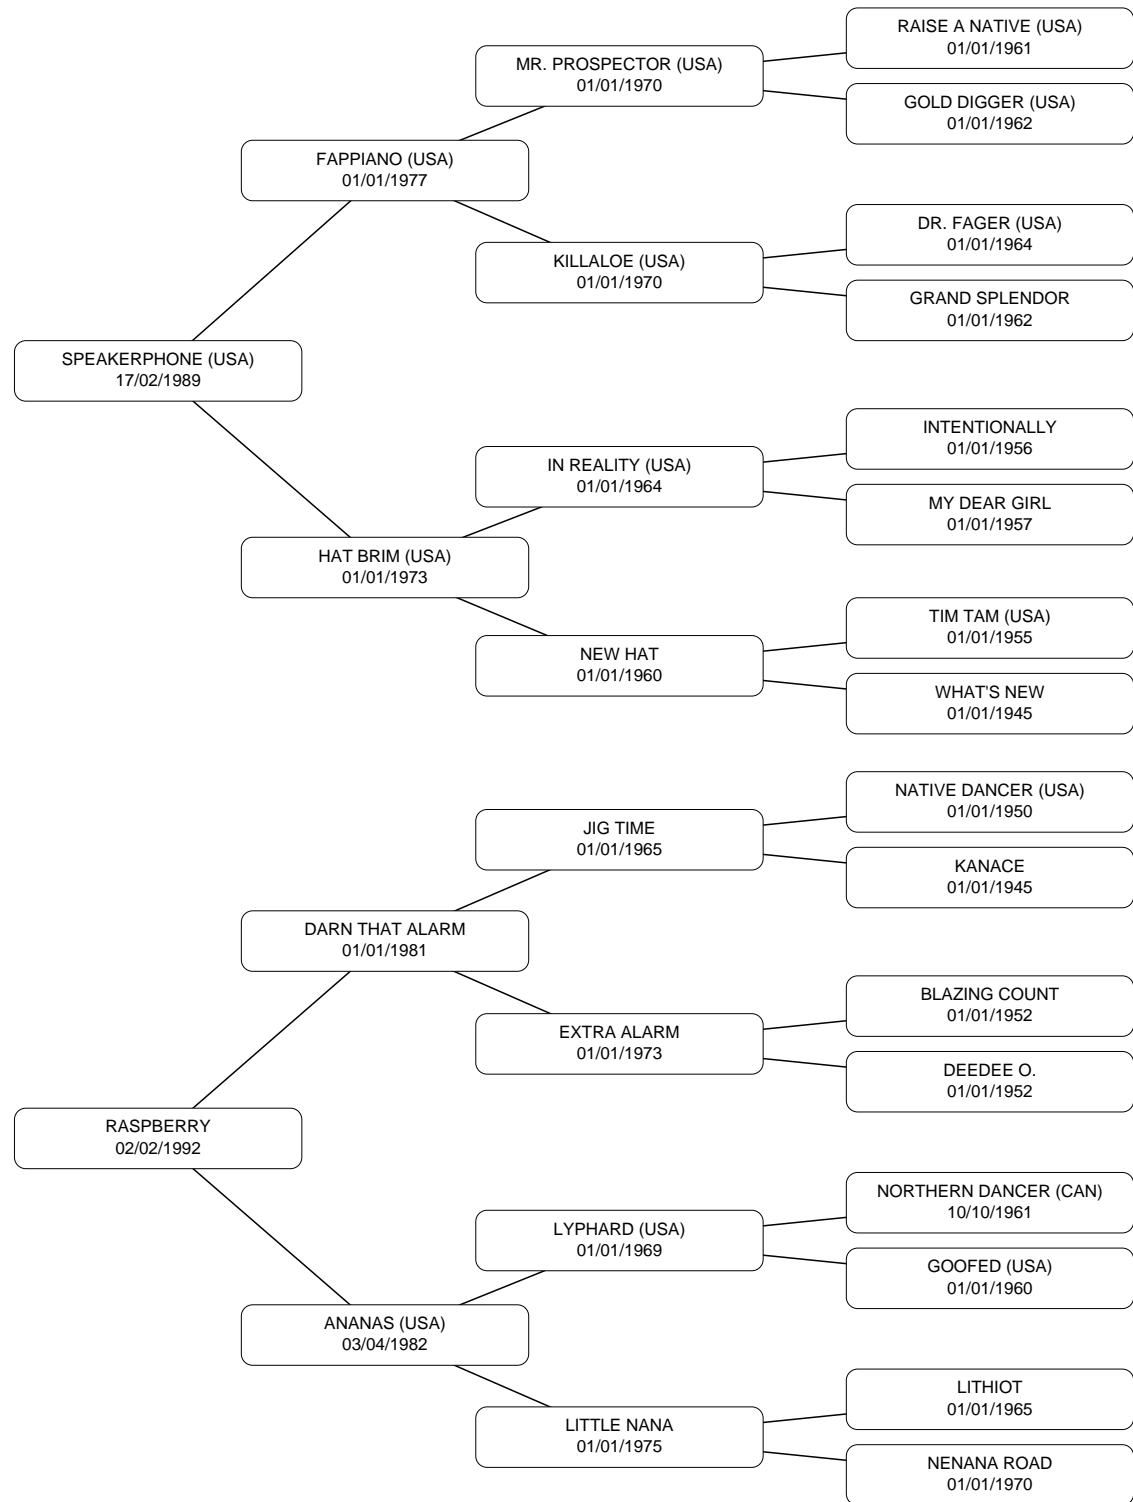 RAISE A NATIVE (USA)
01/01/1961
MR. PROSPECTOR (USA)
01/01/1970
GOLD DIGGER (USA)
01/01/1962
FAPPIANO (USA)
01/01/1977
DR. FAGER (USA)
01/01/1964
KILLALOE (USA)
01/01/1970
GRAND SPLENDOR
01/01/1962
SPEAKERPHONE (USA)
17/02/1989
INTENTIONALLY
01/01/1956
IN REALITY (USA)
01/01/1964
MY DEAR GIRL
01/01/1957
HAT BRIM (USA)
01/01/1973
TIM TAM (USA)
01/01/1955
NEW HAT
01/01/1960
WHAT'S NEW
01/01/1945
NATIVE DANCER (USA)
01/01/1950
JIG TIME
01/01/1965
KANACE
01/01/1945
DARN THAT ALARM
01/01/1981
BLAZING COUNT
01/01/1952
EXTRA ALARM
01/01/1973
DEEDEE O.
01/01/1952
RASPBERRY
02/02/1992
NORTHERN DANCER (CAN)
10/10/1961
LYPHARD (USA)
01/01/1969
GOOFED (USA)
01/01/1960
ANANAS (USA)
03/04/1982
LITHIOT
01/01/1965
LITTLE NANA
01/01/1975
NENANA ROAD
01/01/1970